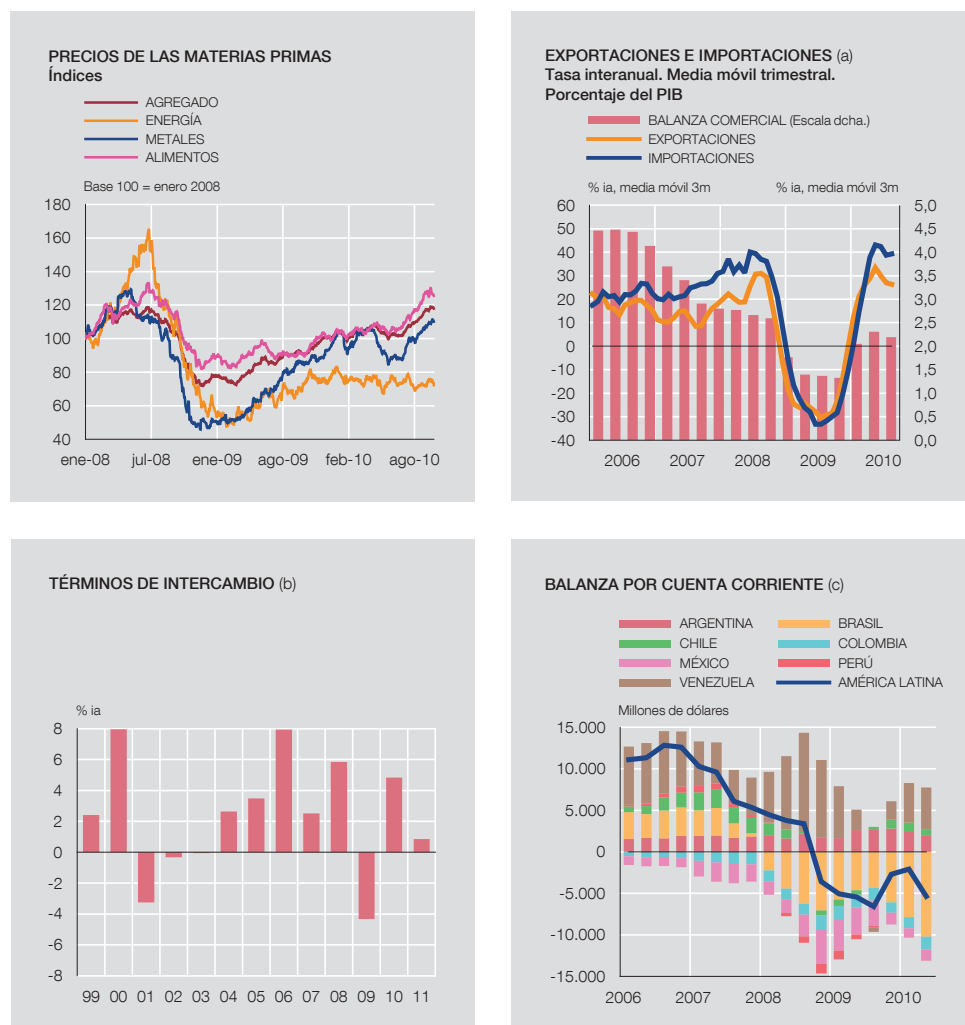 PRECIOS DE LAS MATERIAS PRIMAS
Índices
AGREGADO
ENERGÍA
METALES
ALIMENTOS
Base 100 = enero 2008
180
160
140
120
100
80
60
40
ene-08 jul-08 ene-09 ago-09 feb-10 ago-10
EXPORTACIONES E IMPORTACIONES (a)
Tasa interanual. Media móvil trimestral.
Porcentaje del PIB
BALANZA COMERCIAL (Escala dcha.)
EXPORTACIONES
IMPORTACIONES
% ia, media móvil 3m % ia, media móvil 3m
60 5,0
50 4,5
40 4,0
30 3,5
20 3,0
10 2,5
0 2,0
-10 1,5
-20 1,0
-30 0,5
-40 0,0
2006 2007 2008 2009 2010
TÉRMINOS DE INTERCAMBIO (b)
% ia
8
6
4
2
0
-2
-4
-6
-8
99 00 01 02 03 04 05 06 07 08 09 10 11
BALANZA POR CUENTA CORRIENTE (c)
ARGENTINA BRASIL
CHILE COLOMBIA
MÉXICO PERÚ
VENEZUELA AMÉRICA LATINA
Millones de dólares
15.000
10.000
5.000
0
-5.000
-10.000
-15.000
2006 2007 2008 2009 2010